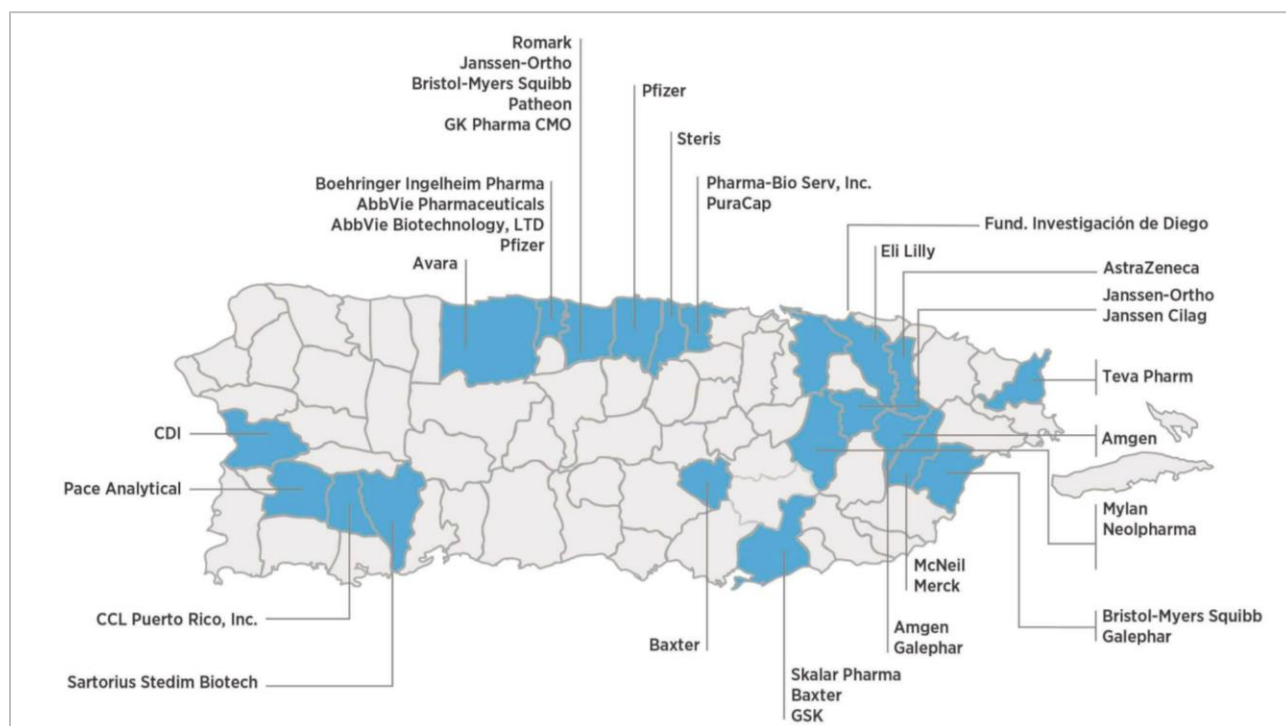 Romark
Janssen-Ortho
Bristol-Myers Squibb
Patheon
GK Pharma CMO
Pfizer
Steris
Boehringer Ingelheim Pharma
AbbVie Pharmaceuticals
AbbVie Biotechnology, LTD
Pfizer
Pharma-Bio Serv, Inc.
PuraCap
Fund. Investigación de Diego
Avara
Eli Lilly
AstraZeneca
Janssen-Ortho
Janssen Cilag
Teva Pharm
CDI
Amgen
Pace Analytical
Mylan
Neolpharma
McNeil
Merck
CCL Puerto Rico, Inc.
Bristol-Myers Squibb
Galephar
Baxter
Amgen
Galephar
Sartorius Stedim Biotech
Skalar Pharma
Baxter
GSK